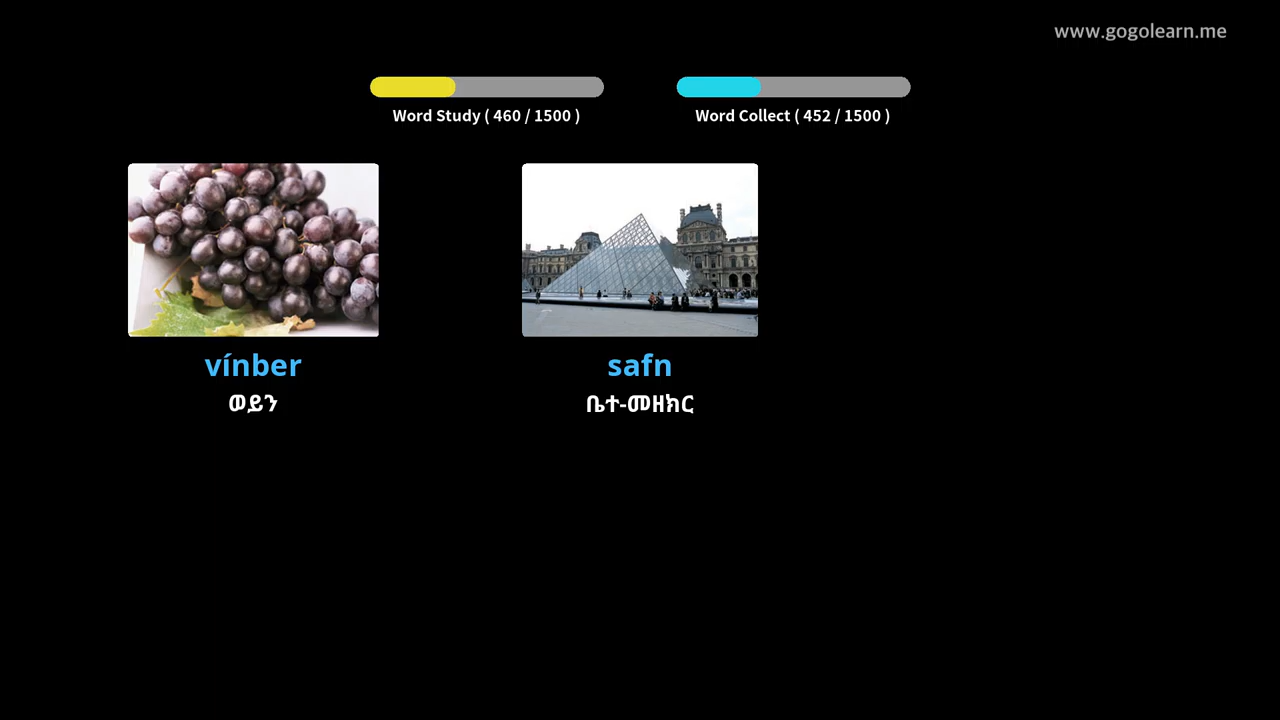 www.gogolearn.me
Word Study ( 460 / 1500 )
Word Collect ( 452 / 1500 )
vínber
ወይን
safn
ቤተ-መዘክር